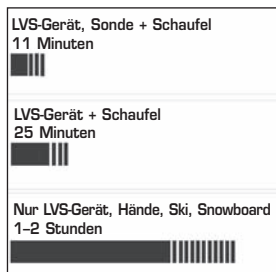 LVS-Gerät, Sonde + Schaufel
11 Minuten
LVS-Gerät + Schaufel
25 Minuten
Nur LVS-Gerät, Hände, Ski, Snowboard
1–2 Stunden